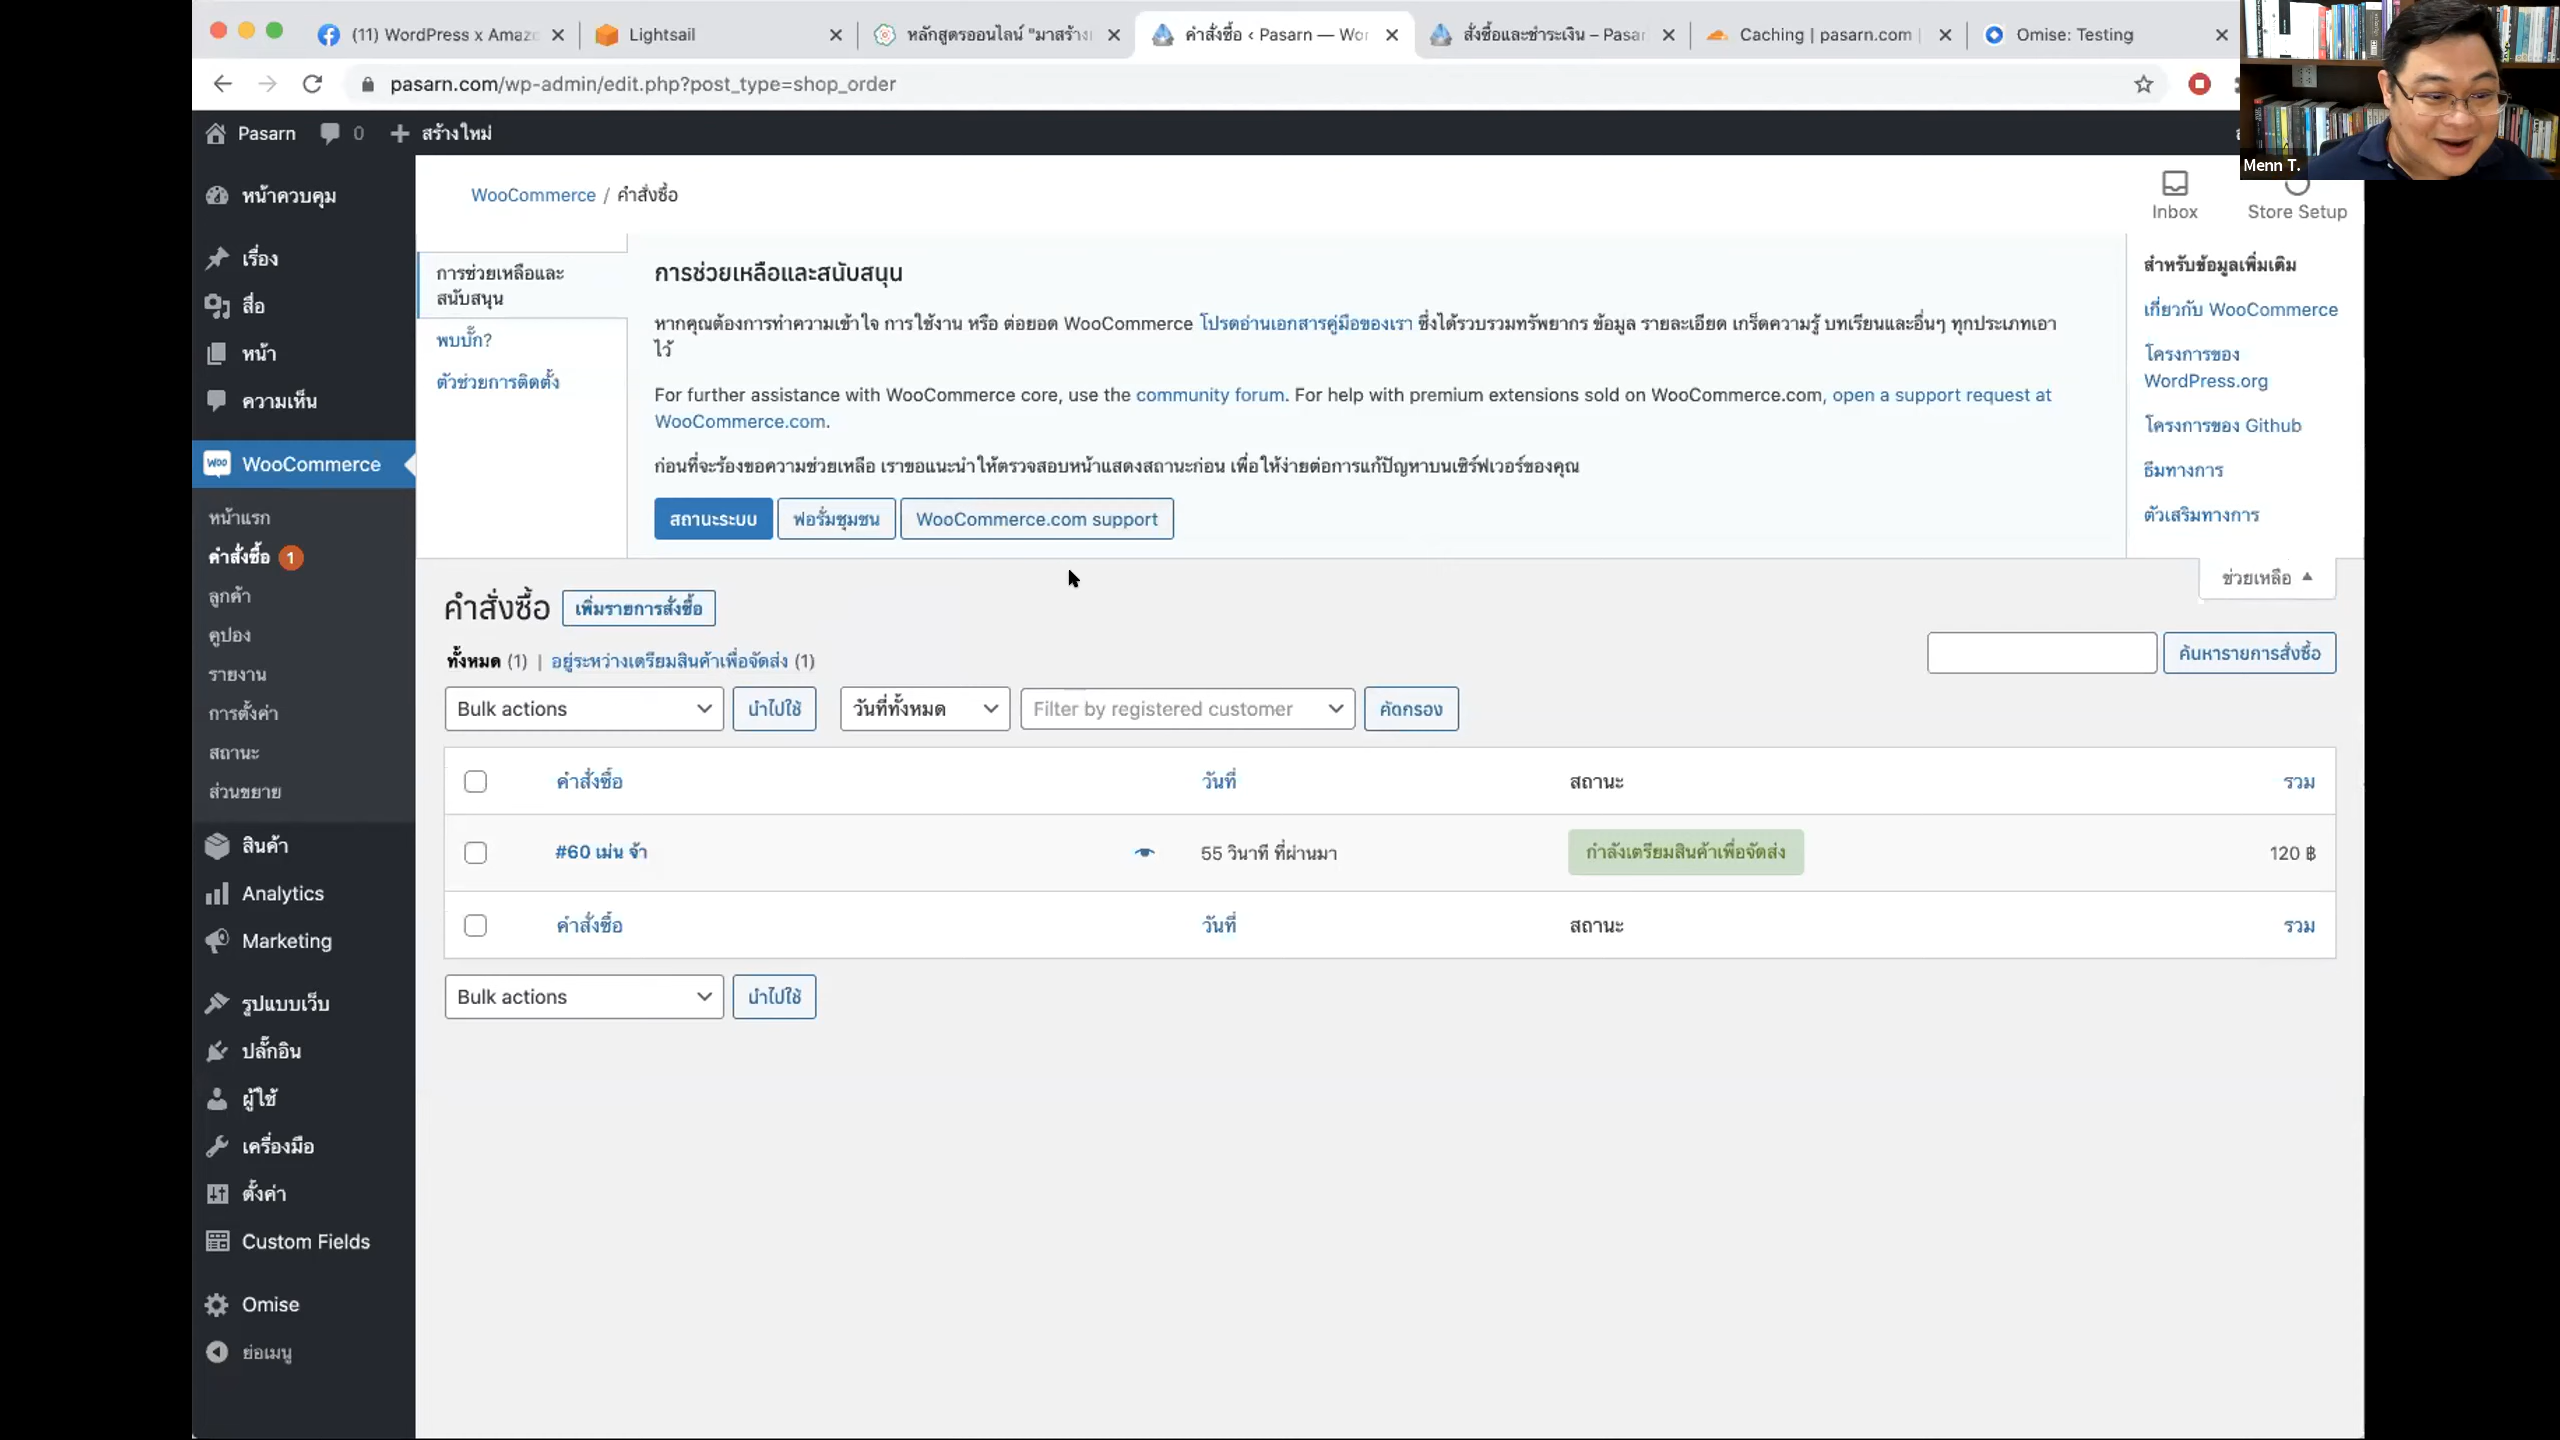 (11) WordPress x Amaz
Lightsail
หลักสูตรออนไลน์ "มาสร้าง
คำสั่งซื้อ ‹ Pasarn — Wor
สั่งซื้อและชำระเงิน – Pasar
Caching | pasarn.com |
Omise: Testing
pasarn.com/wp-admin/edit.php?post_type=shop_order
Menn T.
Pasarn
0
+ สร้างใหม่
หน้าควบคุม
เรื่อง
สื่อ
หน้า
ความเห็น
WooCommerce
หน้าแรก
คำสั่งซื้อ 1
ลูกค้า
คูปอง
รายงาน
การตั้งค่า
สถานะ
ส่วนขยาย
สินค้า
Analytics
Marketing
รูปแบบเว็บ
ปลั๊กอิน
ผู้ใช้
เครื่องมือ
ตั้งค่า
Custom Fields
Omise
ย่อเมนู
WooCommerce / คำสั่งซื้อ
Inbox
Store Setup
การช่วยเหลือและ
สนับสนุน
พบบั๊ก?
ตัวช่วยการติดตั้ง
การช่วยเหลือและสนับสนุน
หากคุณต้องการทำความเข้าใจ การใช้งาน หรือ ต่อยอด WooCommerce โปรดอ่านเอกสารคู่มือของเรา ซึ่งได้รวบรวมทรัพยากร ข้อมูล รายละเอียด เกร็ดความรู้ บทเรียนและอื่นๆ ทุกประเภทเอา
ไว้
For further assistance with WooCommerce core, use the community forum. For help with premium extensions sold on WooCommerce.com, open a support request at
WooCommerce.com.
ก่อนที่จะร้องขอความช่วยเหลือ เราขอแนะนำให้ตรวจสอบหน้าแสดงสถานะก่อน เพื่อให้ง่ายต่อการแก้ปัญหาบนเซิร์ฟเวอร์ของคุณ
สถานะระบบ
ฟอรั่มชุมชน
WooCommerce.com support
สำหรับข้อมูลเพิ่มเติม
เกี่ยวกับ WooCommerce
โครงการของ
WordPress.org
โครงการของ Github
ธีมทางการ
ตัวเสริมทางการ
ช่วยเหลือ
คำสั่งซื้อ
เพิ่มรายการสั่งซื้อ
ทั้งหมด (1) | อยู่ระหว่างเตรียมสินค้าเพื่อจัดส่ง (1)
ค้นหารายการสั่งซื้อ
Bulk actions
นำไปใช้
วันที่ทั้งหมด
Filter by registered customer
คัดกรอง
คำสั่งซื้อ
วันที่
สถานะ
รวม
#60 เม่น จ้า
55 วินาที ที่ผ่านมา
กำลังเตรียมสินค้าเพื่อจัดส่ง
120 ฿
คำสั่งซื้อ
วันที่
สถานะ
รวม
Bulk actions
นำไปใช้